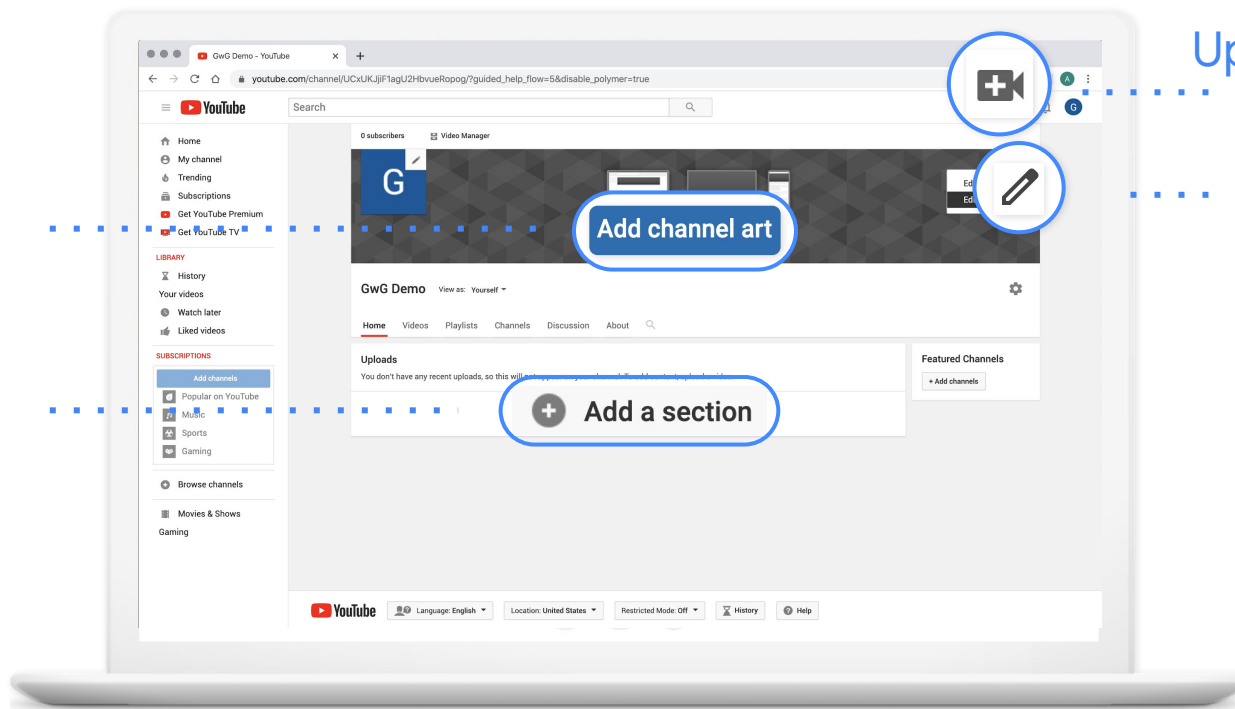 Up
GwG Demo - YouTube
youtube.com/channel/UCxUKJjiF1agU2HbvueRopog/?guided_help_flow=5&disable_polymer=true
A
YouTube
Search
G
Home
My channel
Trending
Subscriptions
Get YouTube Premium
Get YouTube TV
LIBRARY
History
Your videos
Watch later
Liked videos
SUBSCRIPTIONS
Add channels
Popular on YouTube
Music
Sports
Gaming
Browse channels
Movies & Shows
Gaming
0 subscribers Video Manager
G
Add channel art
GwG Demo View as: Yourself
Home Videos Playlists Channels Discussion About
Uploads
You don't have any recent uploads, so this will
Add a section
Featured Channels
+ Add channels
YouTube Language: English Location: United States Restricted Mode: Off History Help